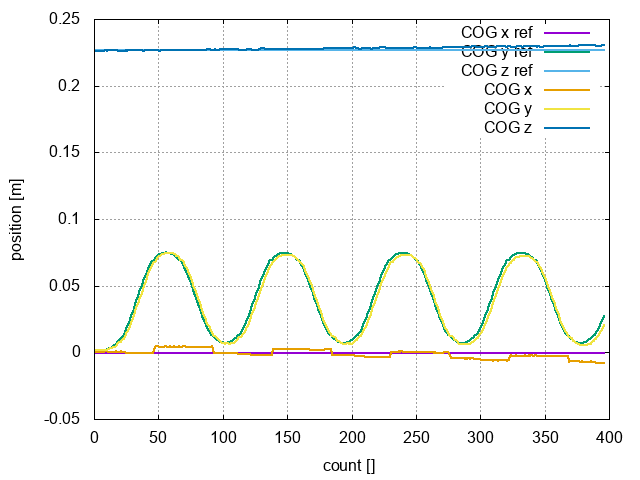 0.25
0.2
0.15
0.1
0.05
0
-0.05
position [m]
COG x ref
COG y ref
COG z ref
COG x
COG y
COG z
0 50 100 150 200 250 300 350 400
count []